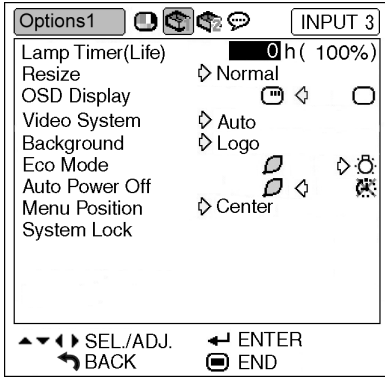 Options1 INPUT 3
Lamp Timer(Life) 0 h ( 100%)
Resize Normal
OSD Display
Video System Auto
Background Logo
Eco Mode
Auto Power Off
Menu Position Center
System Lock
SEL./ADJ. ENTER
BACK END